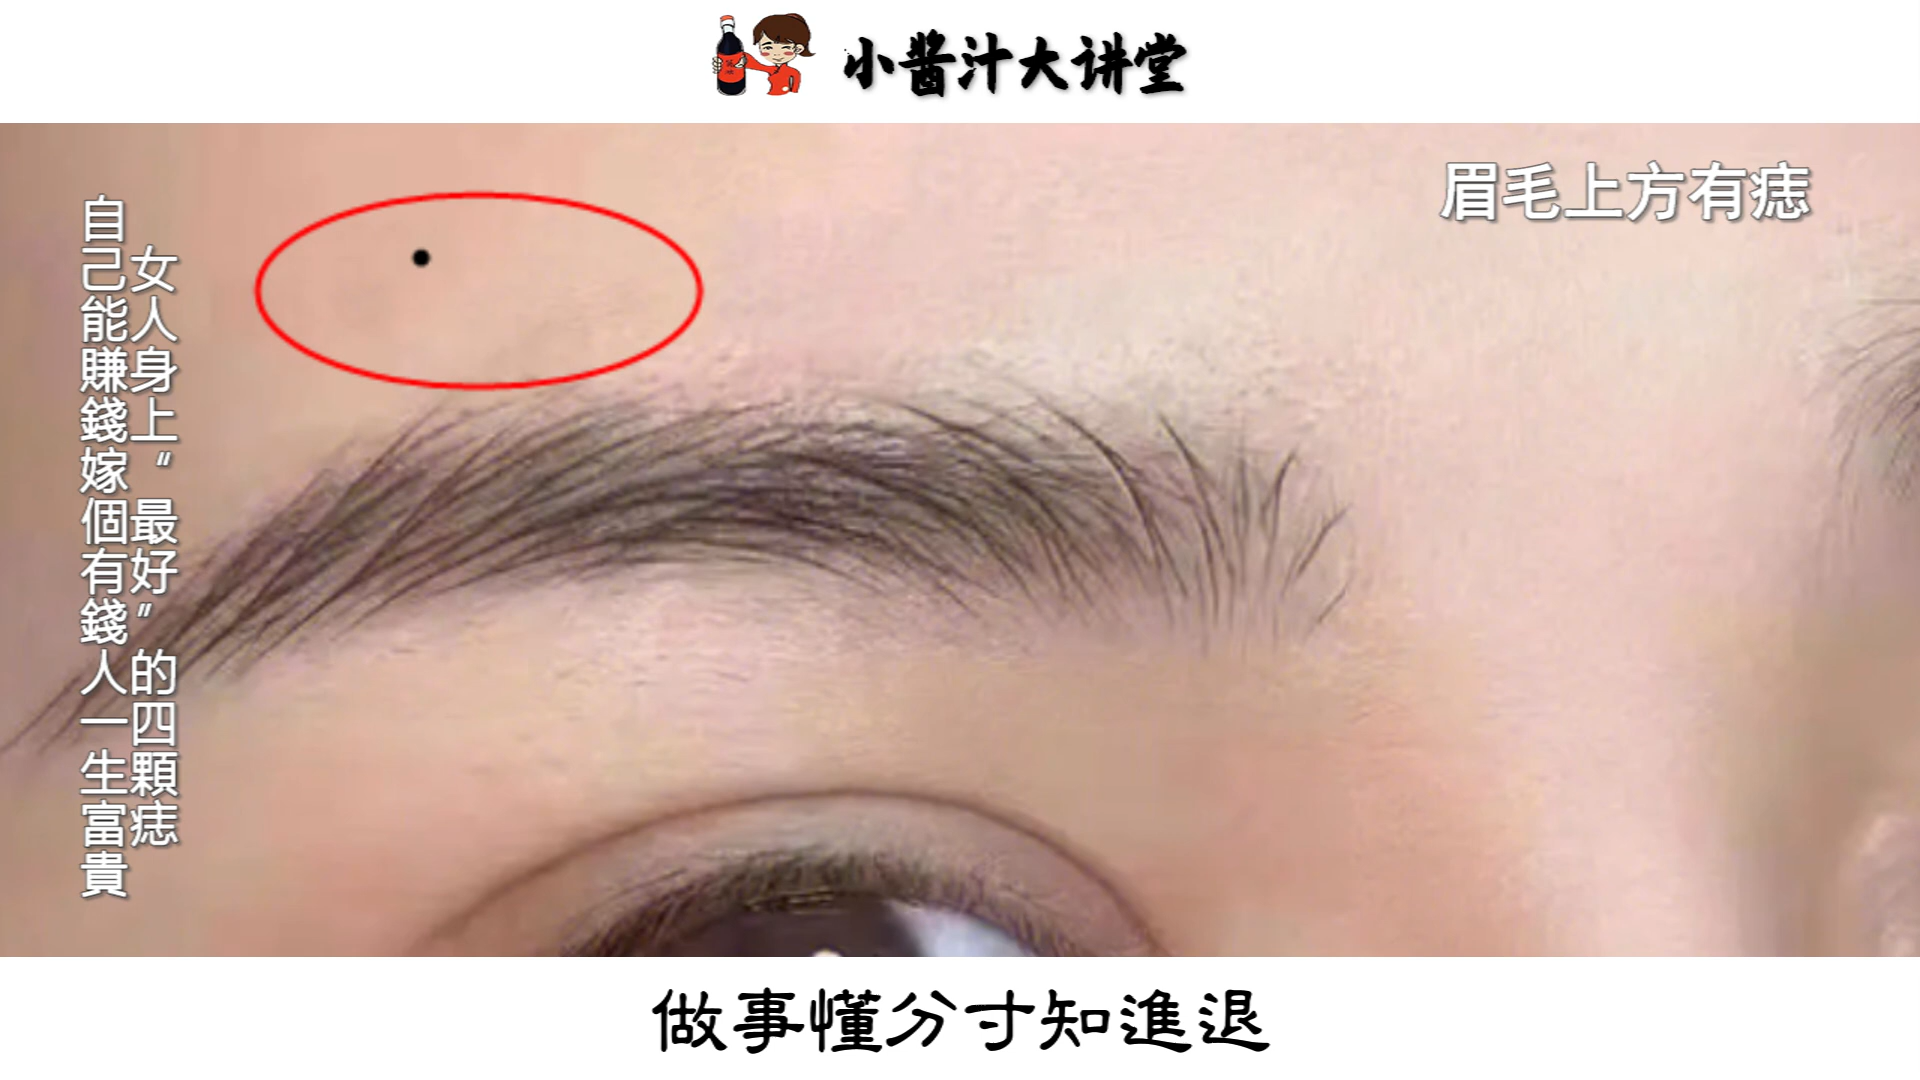 小酱汁大讲堂
眉毛上方有痣
女人身上“最好”的四顆痣
自己能賺錢嫁個有錢人一生富貴
做事懂分寸知進退